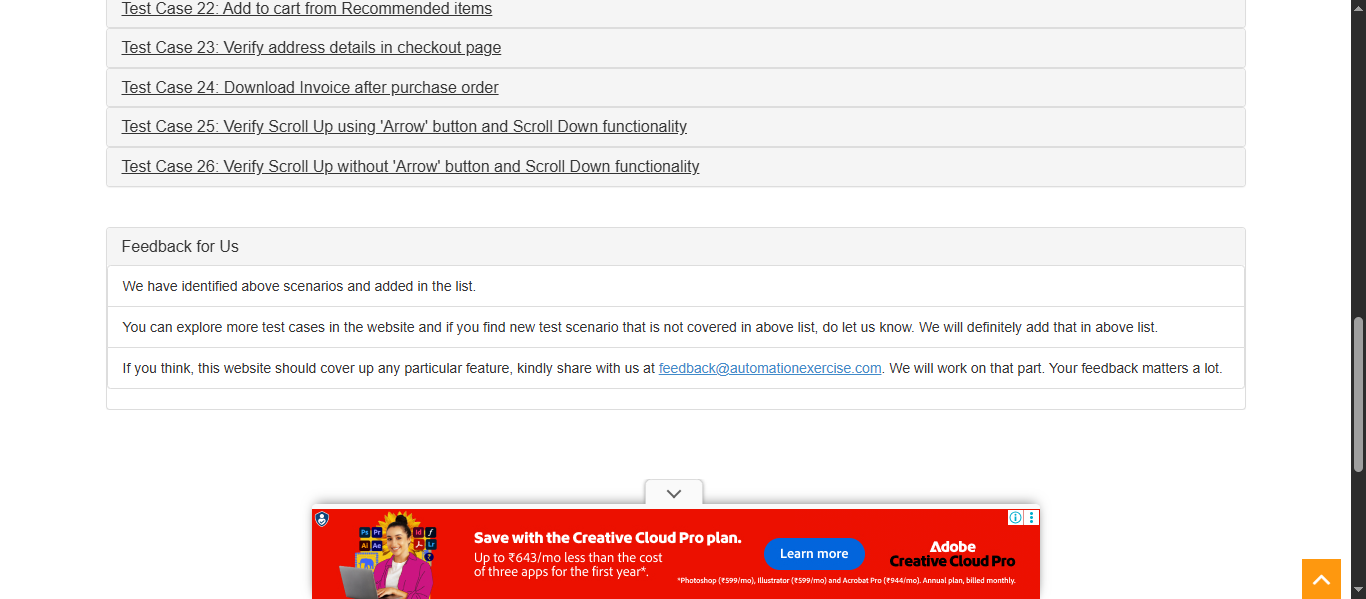 Test Case 22: Add to cart from Recommended items
Test Case 23: Verify address details in checkout page
Test Case 24: Download Invoice after purchase order
Test Case 25: Verify Scroll Up using 'Arrow' button and Scroll Down functionality
Test Case 26: Verify Scroll Up without 'Arrow' button and Scroll Down functionality
Feedback for Us
We have identified above scenarios and added in the list.
You can explore more test cases in the website and if you find new test scenario that is not covered in above list, do let us know. We will definitely add that in above list.
If you think, this website should cover up any particular feature, kindly share with us at feedback@automationexercise.com. We will work on that part. Your feedback matters a lot.
Ps Pr Id
Ai Ae Lr
Save with the Creative Cloud Pro plan.
Up to ₹643/mo less than the cost
of three apps for the first year*.
Learn more
Adobe
Creative Cloud Pro
*Photoshop (₹599/mo), Illustrator (₹599/mo) and Acrobat Pro (₹944/mo). Annual plan, billed monthly.